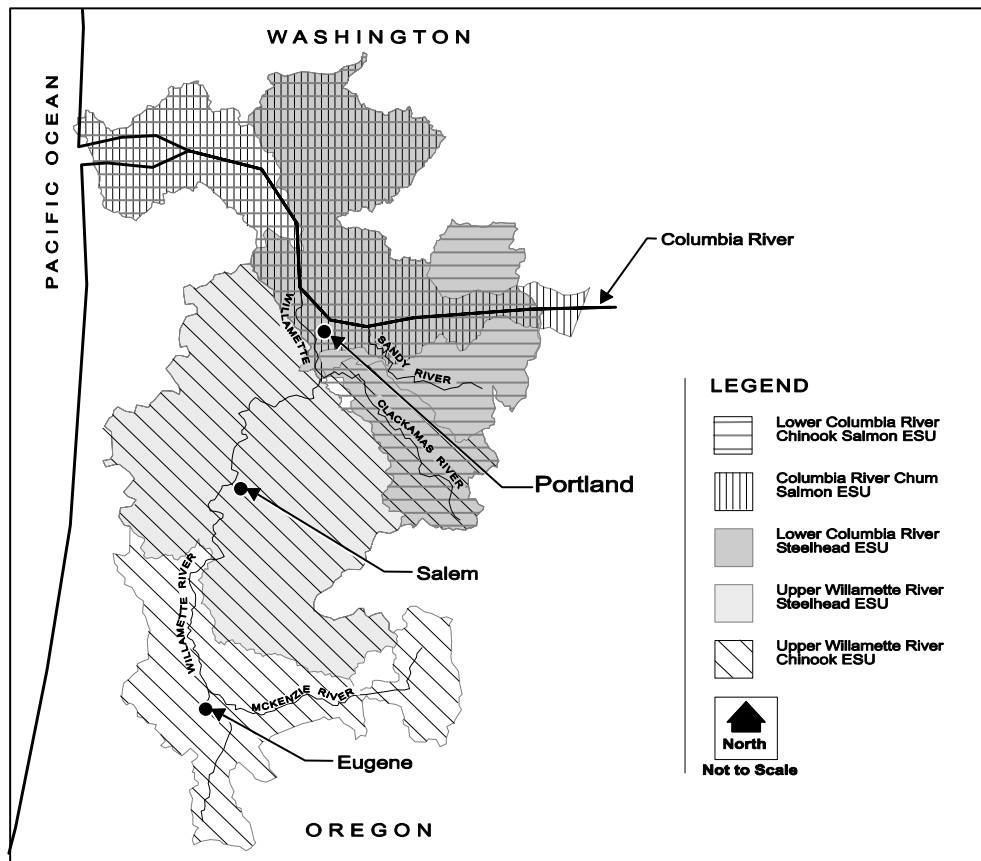 WASHINGTON
PACIFIC OCEAN
Columbia River
WILLAMETTE
SANDY RIVER
CLACKAMAS RIVER
Portland
Salem
WILLAMETTE RIVER
MCKENZIE RIVER
Eugene
OREGON
LEGEND
Lower Columbia River
Chinook Salmon ESU
Columbia River Chum
Salmon ESU
Lower Columbia River
Steelhead ESU
Upper Willamette River
Steelhead ESU
Upper Willamette River
Chinook ESU
North
Not to Scale